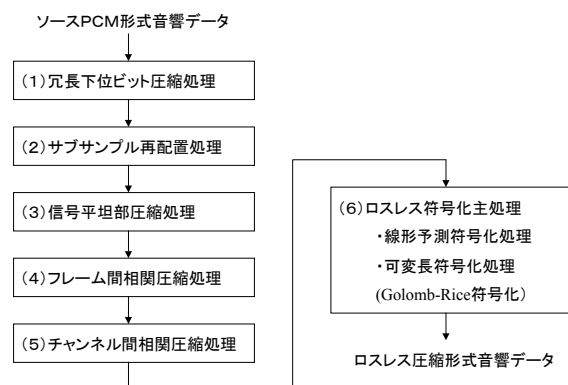 ソースPCM形式音響データ
(1)冗長下位ビット圧縮処理
(2)サブサンプル再配置処理
(3)信号平坦部圧縮処理
(4)フレーム間相関圧縮処理
(5)チャンネル間相関圧縮処理
(6)ロスレス符号化主処理
・線形予測符号化処理
・可変長符号化処理
(Golomb-Rice符号化)
ロスレス圧縮形式音響データ